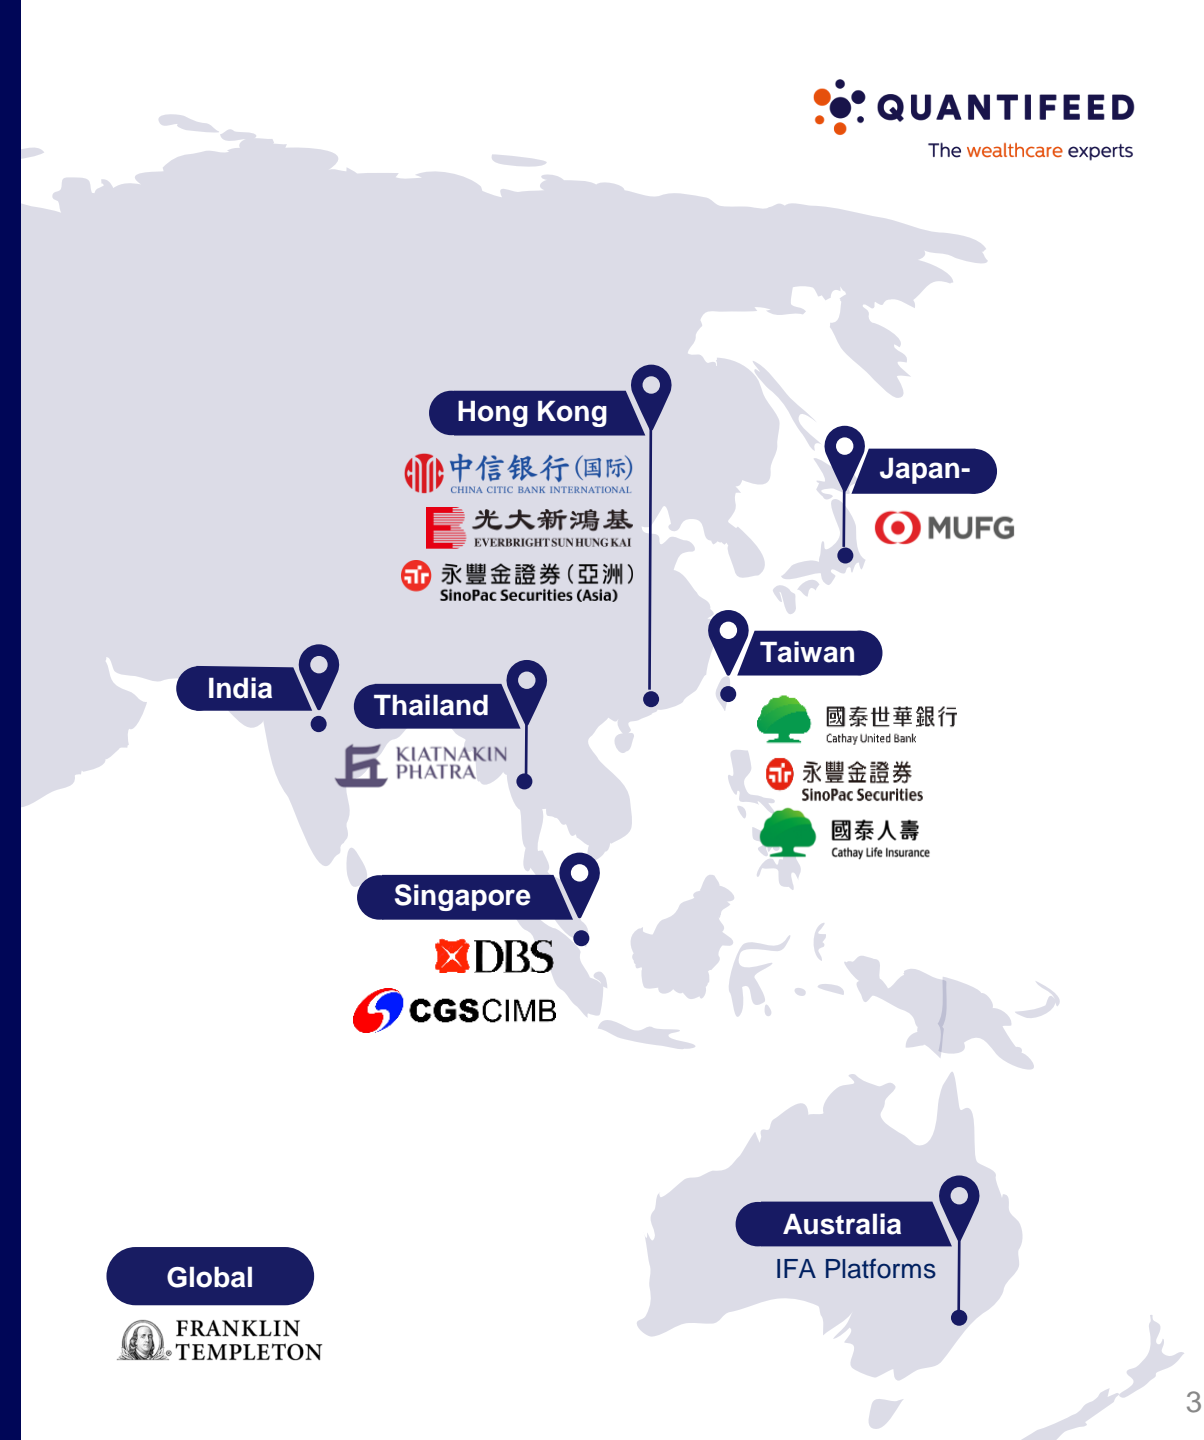 QUANTIFEED
The wealthcare experts
Hong Kong
中信银行(国际)
CHINA CITIC BANK INTERNATIONAL
光大新鴻基
EVERBRIGHT SUN HUNG KAI
永豐金證券(亞洲)
SinoPac Securities (Asia)
Japan-
MUFG
Taiwan
國泰世華銀行
Cathay United Bank
永豐金證券
SinoPac Securities
國泰人壽
Cathay Life Insurance
India
Thailand
KIATNAKIN
PHATRA
Singapore
DBS
CGS CIMB
Australia
IFA Platforms
Global
FRANKLIN
TEMPLETON
3